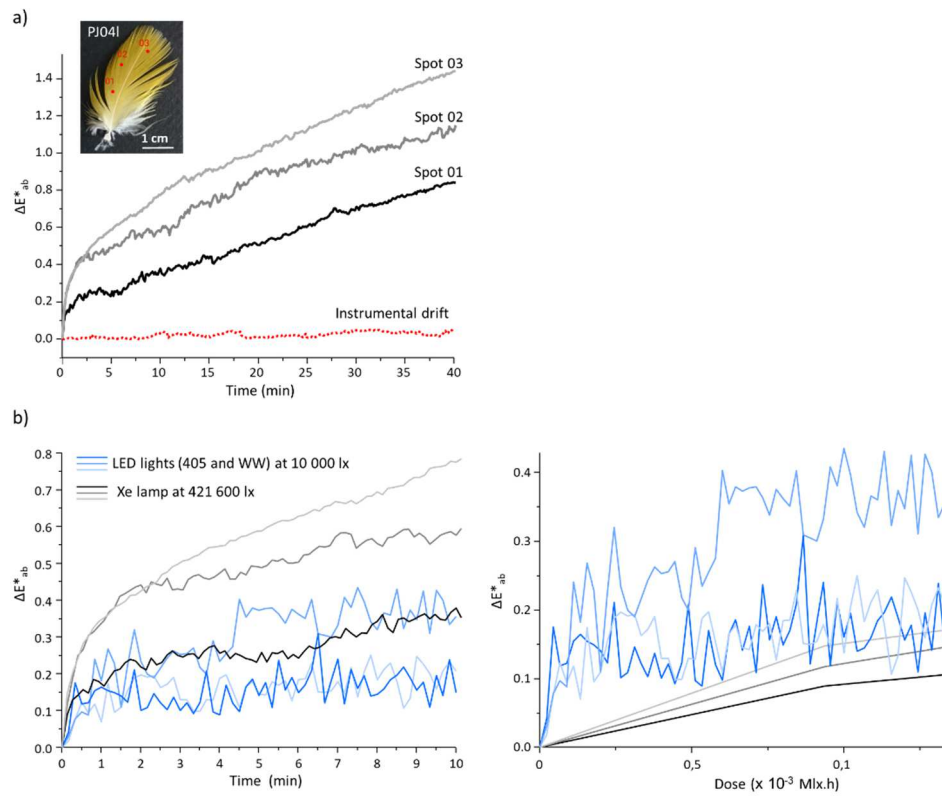 a)
PJ04l
03
02
01
1 cm
Spot 03
Spot 02
Spot 01
Instrumental drift
ΔE*ab
0.0
0.2
0.4
0.6
0.8
1.0
1.2
1.4
0 5 10 15 20 25 30 35 40
Time (min)
b)
LED lights (405 and WW) at 10 000 lx
Xe lamp at 421 600 lx
ΔE*ab
0.8
0.7
0.6
0.5
0.4
0.3
0.2
0.1
0.0
0 1 2 3 4 5 6 7 8 9 10
Time (min)
ΔE*ab
0.4
0.3
0.2
0.1
0.0
0 0,5 0,1
Dose (x 10-3 Mlx.h)